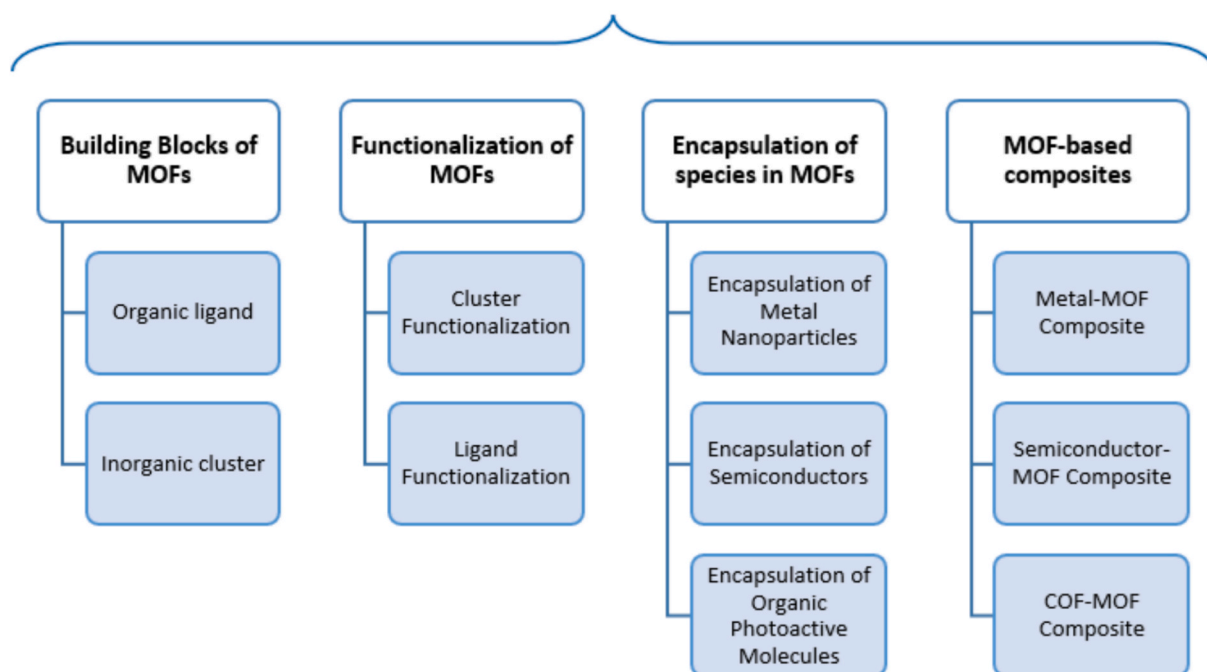 Building Blocks of
MOFs
Organic ligand
Inorganic cluster
Functionalization of
MOFs
Cluster
Functionalization
Ligand
Functionalization
Encapsulation of
species in MOFs
Encapsulation of
Metal
Nanoparticles
Encapsulation of
Semiconductors
Encapsulation of
Organic
Photoactive
Molecules
MOF-based
composites
Metal-MOF
Composite
Semiconductor-
MOF Composite
COF-MOF
Composite